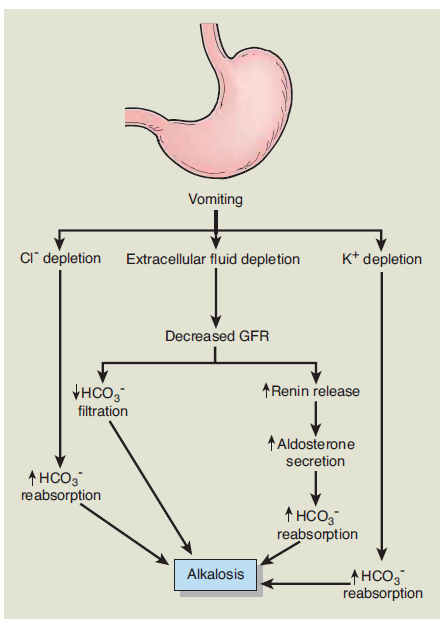 Vomiting
Cl⁻ depletion
Extracellular fluid depletion
K⁺ depletion
Decreased GFR
↓HCO₃⁻
filtration
↑Renin release
↑Aldosterone
secretion
↑HCO₃⁻
reabsorption
↑HCO₃⁻
reabsorption
Alkalosis
↑HCO₃⁻
reabsorption